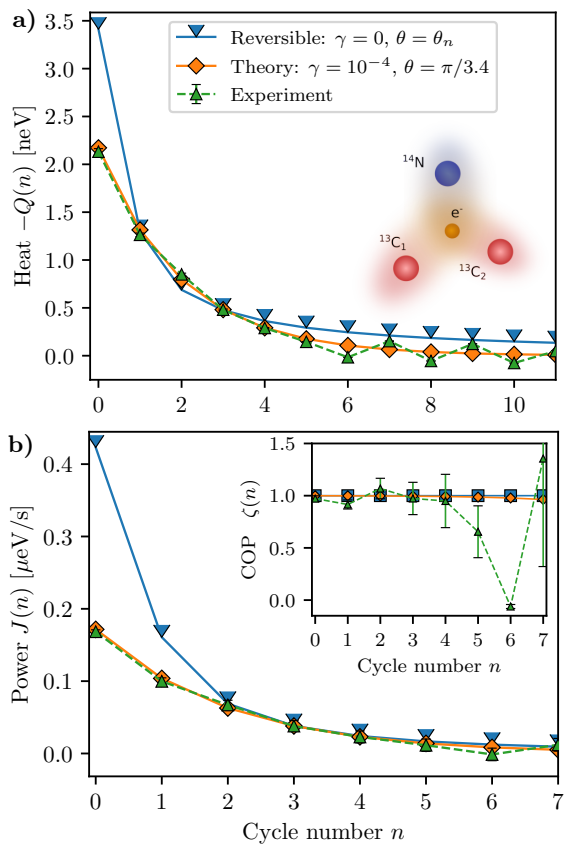 a)
3.5
3.0
2.5
2.0
1.5
1.0
0.5
0.0
Heat −Q(n) [neV]
Reversible: γ = 0, θ = θₙ
Theory: γ = 10⁻⁴, θ = π/3.4
Experiment
¹⁴N
e⁻
¹³C₁
¹³C₂
0 2 4 6 8 10
b)
0.4
0.3
0.2
0.1
0.0
Power J(n) [μeV/s]
1.5
1.0
0.5
0.0
COP ζ(n)
0 1 2 3 4 5 6 7
Cycle number n
0 1 2 3 4 5 6 7
Cycle number n